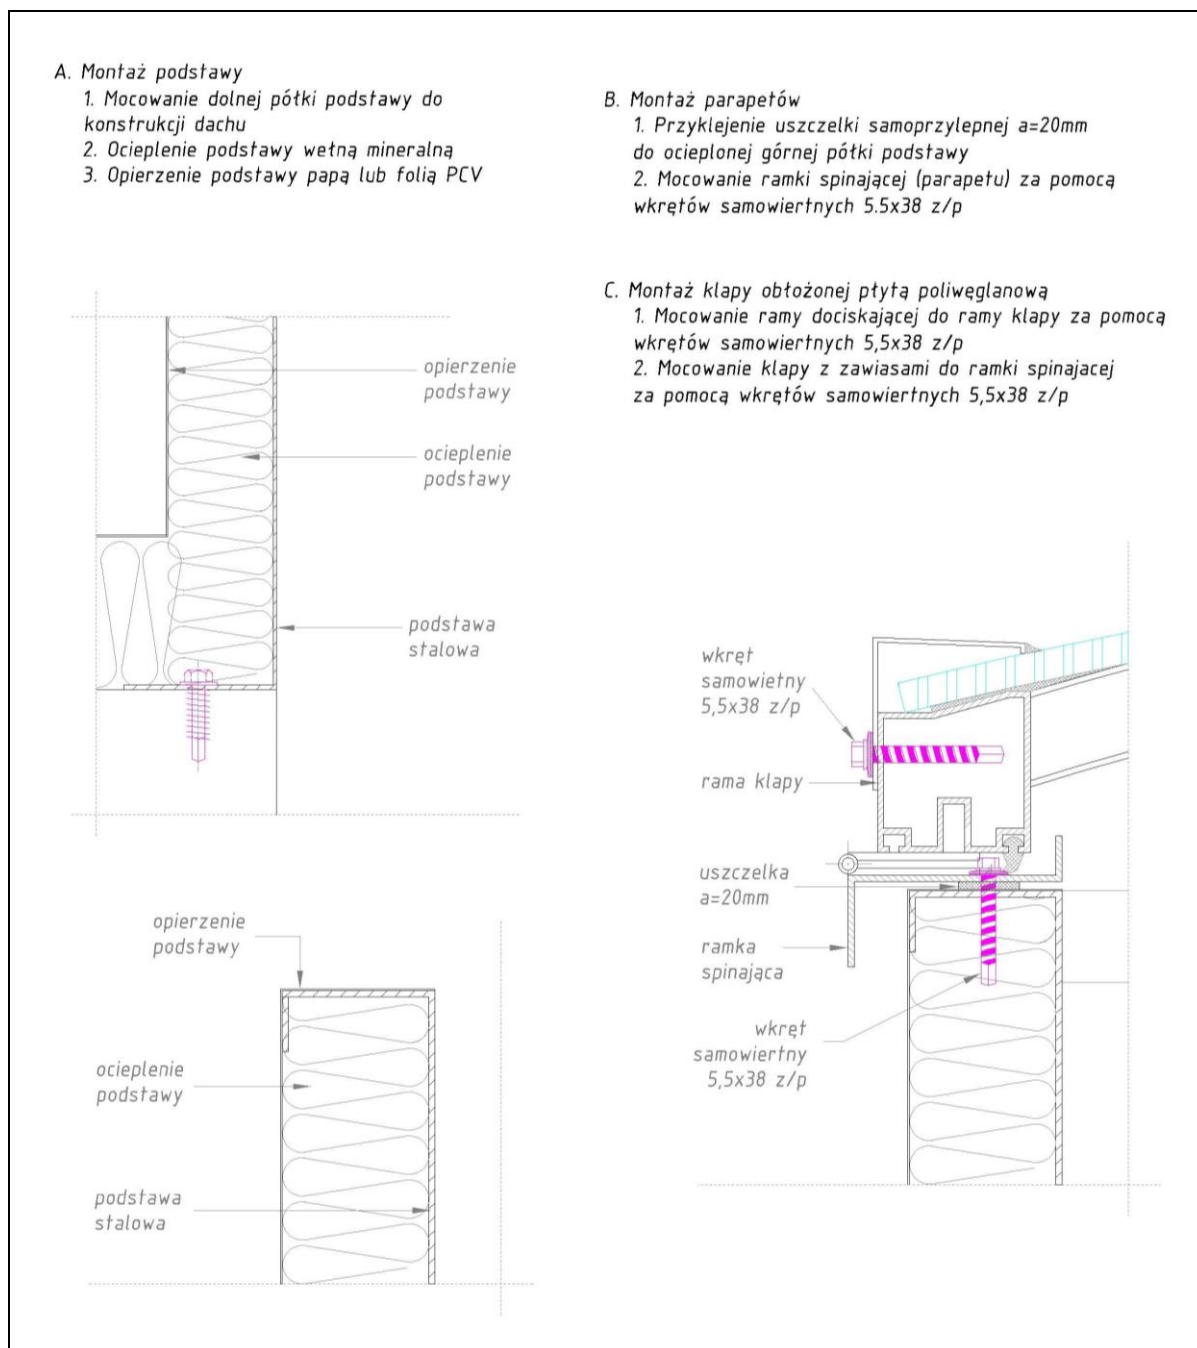 A. Montaż podstawy
1. Mocowanie dolnej półki podstawy do
konstrukcji dachu
2. Ocieplenie podstawy wełną mineralną
3. Opierzenie podstawy papą lub folią PCV
B. Montaż parapetów
1. Przyklejenie uszczelki samoprzylepnej a=20mm
do ocieplonej górnej półki podstawy
2. Mocowanie ramki spinającej (parapetu) za pomocą
wkrętów samowiertnych 5.5x38 z/p
C. Montaż klapy obłożonej płytą poliwęglanową
1. Mocowanie ramy dociskającej do ramy klapy za pomocą
wkrętów samowiertnych 5,5x38 z/p
2. Mocowanie klapy z zawiasami do ramki spinajacej
za pomocą wkrętów samowiertnych 5,5x38 z/p
opierzenie
podstawy
ocieplenie
podstawy
podstawa
stalowa
opierzenie
podstawy
ocieplenie
podstawy
podstawa
stalowa
wkręt
samowietny
5,5x38 z/p
rama klapy
uszczelka
a=20mm
ramka
spinająca
wkręt
samowiertny
5,5x38 z/p